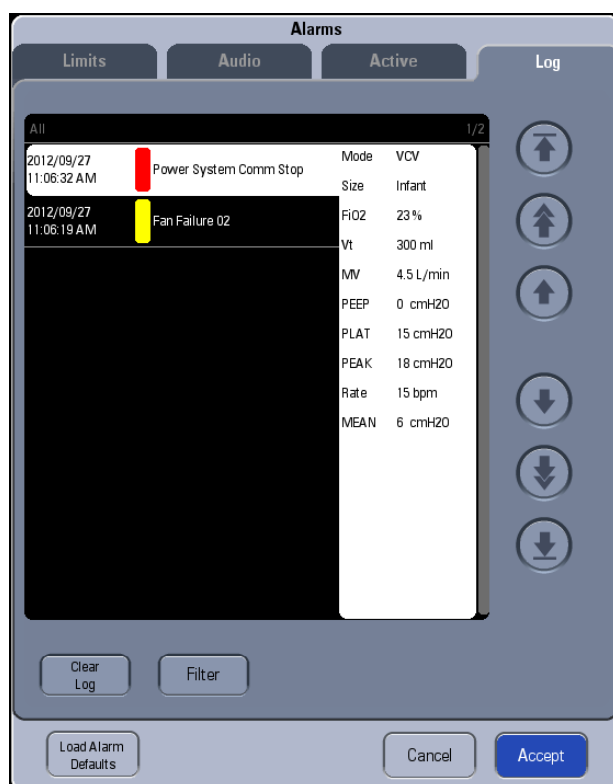 Alarms
Limits
Audio
Active
Log
All
1/2
2012/09/27
11:06:32 AM
Power System Comm Stop
2012/09/27
11:06:19 AM
Fan Failure 02
Mode VCV
Size Infant
FiO2 23%
Vt 300 ml
MV 4.5 L/min
PEEP 0 cmH2O
PLAT 15 cmH2O
PEAK 18 cmH2O
Rate 15 bpm
MEAN 6 cmH2O
Clear
Log
Filter
Load Alarm
Defaults
Cancel
Accept